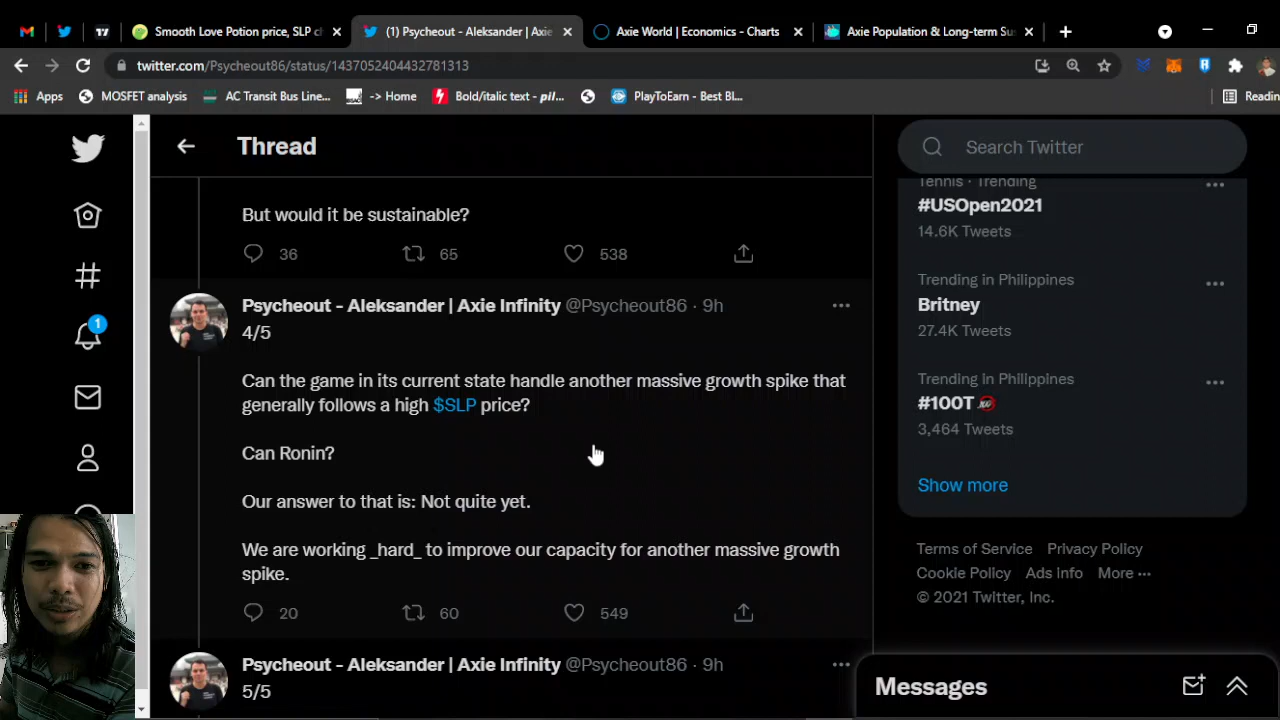 Smooth Love Potion price, SLP ch
(1) Psycheout - Aleksander | Axie
Axie World | Economics - Charts
Axie Population & Long-term Sus
twitter.com/Psycheout86/status/1437052404432781313
Apps
MOSFET analysis
AC Transit Bus Line...
-> Home
Bold/italic text - pil...
PlayToEarn - Best BL...
Readin
Thread
Search Twitter
But would it be sustainable?
36
65
538
Psycheout - Aleksander | Axie Infinity @Psycheout86 · 9h
4/5
Can the game in its current state handle another massive growth spike that
generally follows a high $SLP price?
Can Ronin?
Our answer to that is: Not quite yet.
We are working _hard_ to improve our capacity for another massive growth
spike.
20
60
549
Psycheout - Aleksander | Axie Infinity @Psycheout86 · 9h
5/5
1
Tennis · Trending
#USOpen2021
14.6K Tweets
Trending in Philippines
Britney
27.4K Tweets
Trending in Philippines
#100T
3,464 Tweets
Show more
Terms of Service Privacy Policy
Cookie Policy Ads Info More ···
© 2021 Twitter, Inc.
Messages